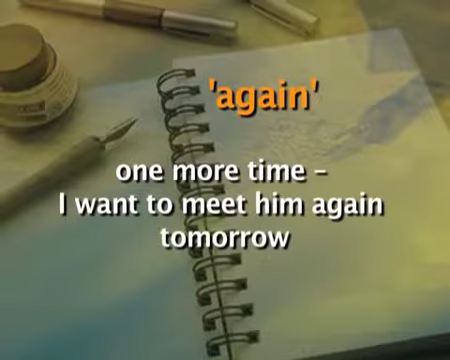 'again'
one more time –
I want to meet him again
tomorrow